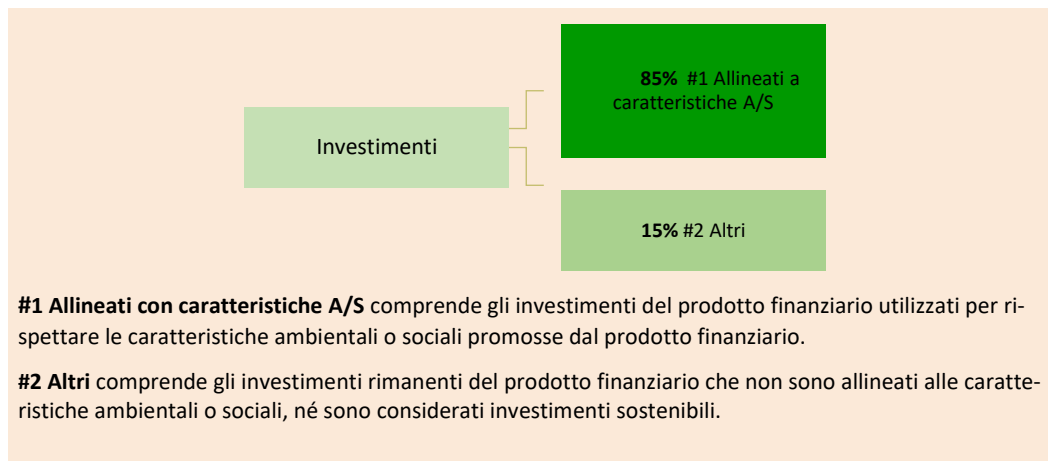 85% #1 Allineati a
caratteristiche A/S
Investimenti
15% #2 Altri
#1 Allineati con caratteristiche A/S comprende gli investimenti del prodotto finanziario utilizzati per ri-
spettare le caratteristiche ambientali o sociali promosse dal prodotto finanziario.
#2 Altri comprende gli investimenti rimanenti del prodotto finanziario che non sono allineati alle caratte-
ristiche ambientali o sociali, né sono considerati investimenti sostenibili.